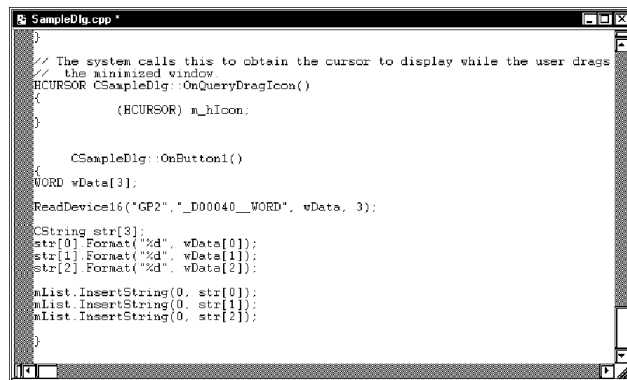 SampleDlg.cpp *
}
// The system calls this to obtain the cursor to display while the user drags
//  the minimized window.
HCURSOR CSampleDlg::OnQueryDragIcon()
{
(HCURSOR) m_hIcon;
}
CSampleDlg::OnButton1()
{
WORD wData[3];
ReadDevice16("GP2","_D00040__WORD", wData, 3);
CString str[3];
str[0].Format("%d", wData[0]);
str[1].Format("%d", wData[1]);
str[2].Format("%d", wData[2]);
mList.InsertString(0, str[0]);
mList.InsertString(0, str[1]);
mList.InsertString(0, str[2]);
}